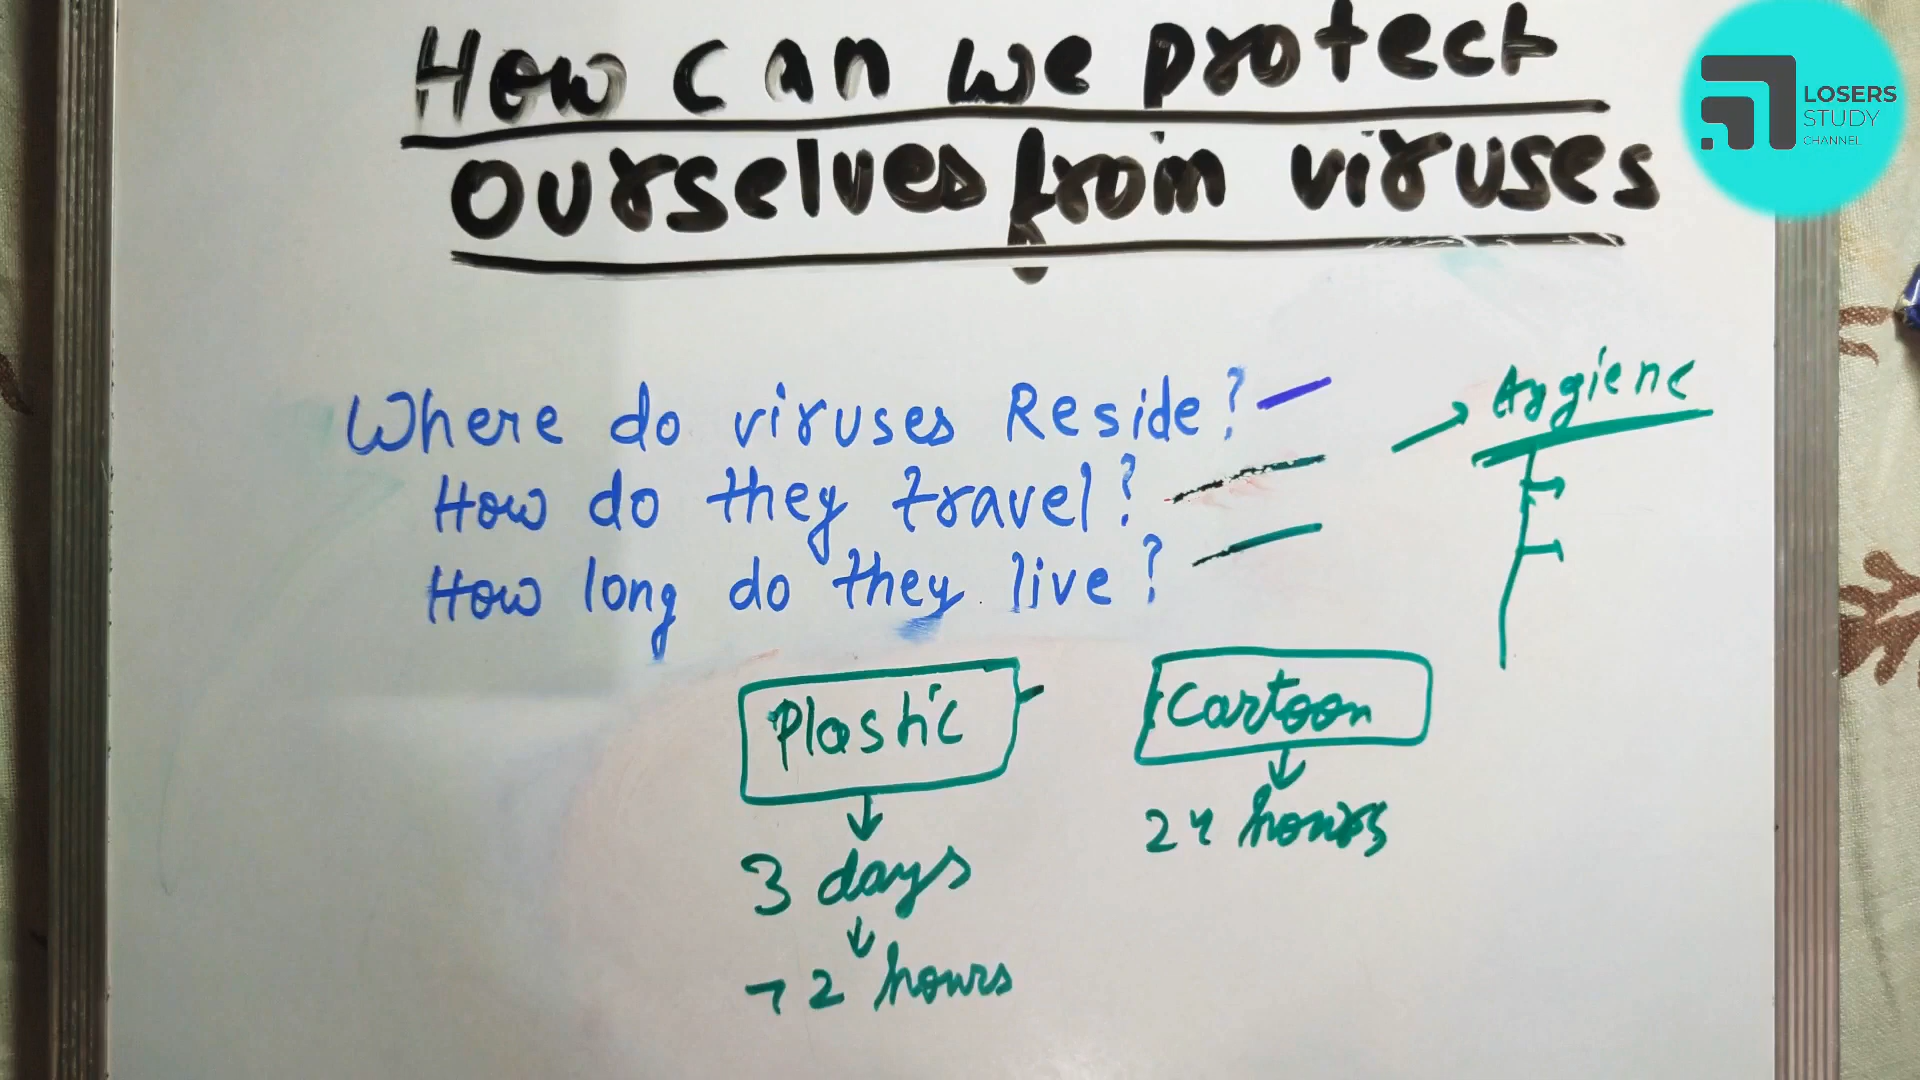 How can we protect
ourselves from viruses
LOSERS
STUDY
CHANNEL
Where do viruses Reside?
How do they travel?
How long do they live?
Hygiene
Plastic
3 days
72 hours
Cartoon
24 hours